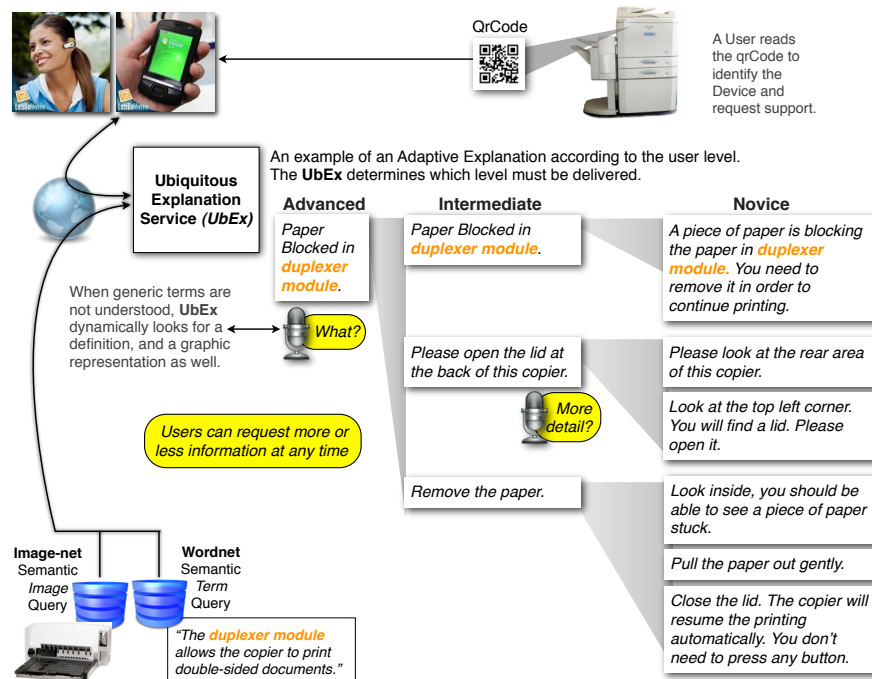 QrCode
A User reads
the qrCode to
identify the
Device and
request support.
Ubiquitous
Explanation
Service (UbEx)
An example of an Adaptive Explanation according to the user level.
The UbEx determines which level must be delivered.
Advanced
Intermediate
Novice
Paper
Blocked in
duplexer
module.
Paper Blocked in
duplexer module.
A piece of paper is blocking
the paper in duplexer
module. You need to
remove it in order to
continue printing.
When generic terms are
not understood, UbEx
dynamically looks for a
definition, and a graphic
representation as well.
What?
Please open the lid at
the back of this copier.
Please look at the rear area
of this copier.
More
detail?
Look at the top left corner.
You will find a lid. Please
open it.
Users can request more or
less information at any time
Remove the paper.
Look inside, you should be
able to see a piece of paper
stuck.
Pull the paper out gently.
Close the lid. The copier will
resume the printing
automatically. You don't
need to press any button.
Image-net
Semantic
Image
Query
Wordnet
Semantic
Term
Query
"The duplexer module
allows the copier to print
double-sided documents."